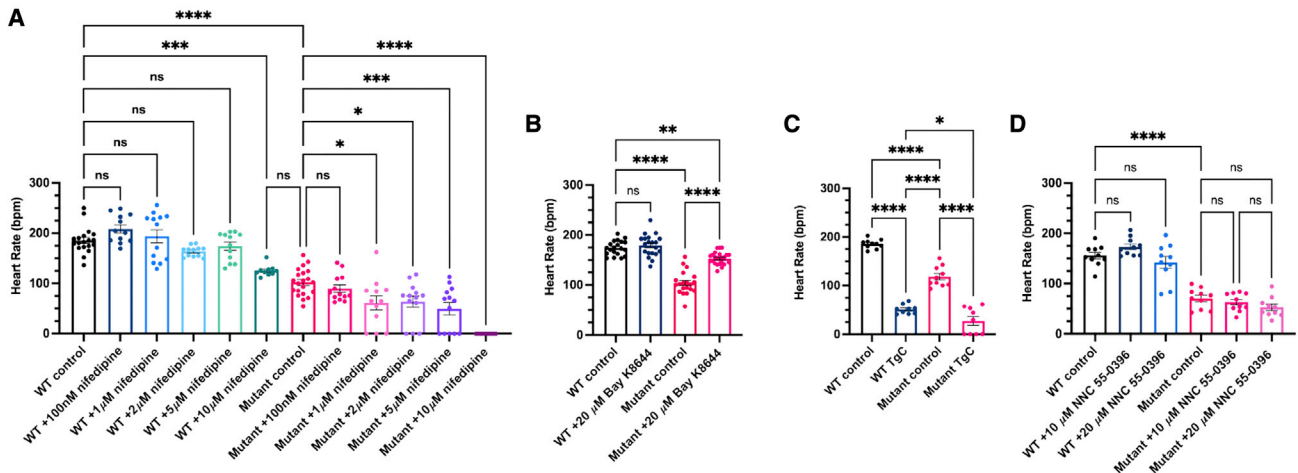 A
****
*** ****
ns ***
ns *
ns *
ns ns ns
Heart Rate (bpm)
300
200
100
0
WT control
WT +100nM nifedipine
WT +1μM nifedipine
WT +2μM nifedipine
WT +5μM nifedipine
WT +10μM nifedipine
Mutant control
Mutant +100nM nifedipine
Mutant +1μM nifedipine
Mutant +2μM nifedipine
Mutant +5μM nifedipine
Mutant +10μM nifedipine
B
**
****
ns ****
Heart Rate (bpm)
300
200
100
0
WT control
WT +20 μM Bay K8644
Mutant control
Mutant +20 μM Bay K8644
C
*
****
****
**** ****
Heart Rate (bpm)
300
200
100
0
WT control
WT TgC
Mutant control
Mutant TgC
D
****
ns ns
ns ns ns
Heart Rate (bpm)
300
200
100
0
WT control
WT +10 μM NNC 55-0396
WT +20 μM NNC 55-0396
Mutant control
Mutant +10 μM NNC 55-0396
Mutant +20 μM NNC 55-0396